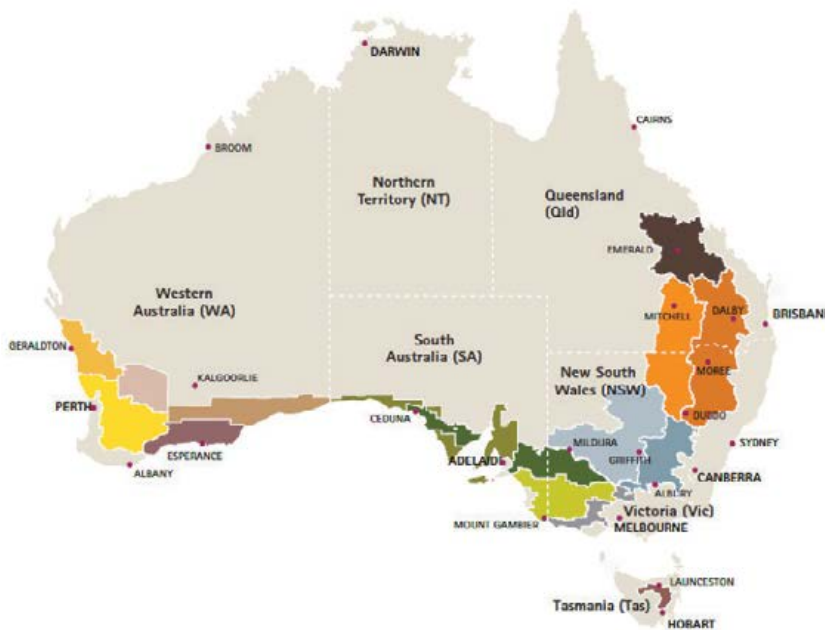 DARWIN
CAIRNS
BROOM
Northern
Territory (NT)
Queensland
(Qld)
EMERALD
Western
Australia (WA)
MITCHELL
DALBY
BRISBANE
South
Australia (SA)
GERALDTON
KALGOORLIE
New South
Wales (NSW)
MOREE
PERTH
CEDUNA
DUBBO
ESPERANCE
ALBANY
ADELAIDE
MILDURA
GRIFFITH
SYDNEY
CANBERRA
ALBURY
MOUNT GAMBIER
Victoria (Vic)
MELBOURNE
LAUNCESTON
Tasmania (Tas)
HOBART